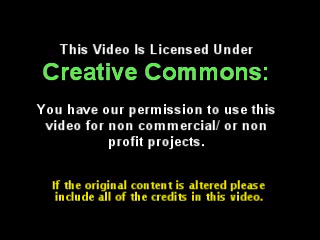 This Video Is Licensed Under
Creative Commons:
You have our permission to use this
video for non commercial/ or non
profit projects.
If the original content is altered please
include all of the credits in this video.